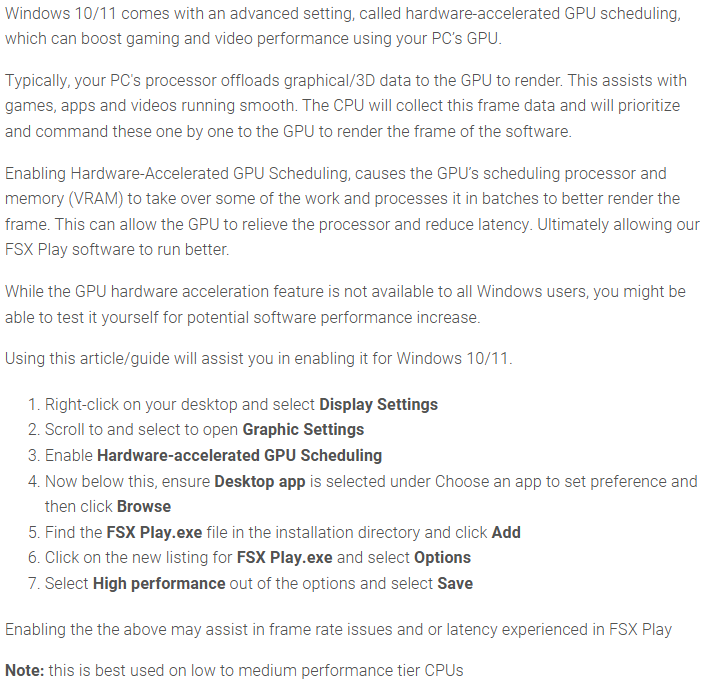 Windows 10/11 comes with an advanced setting, called hardware-accelerated GPU scheduling,
which can boost gaming and video performance using your PC's GPU.
Typically, your PC's processor offloads graphical/3D data to the GPU to render. This assists with
games, apps and videos running smooth. The CPU will collect this frame data and will prioritize
and command these one by one to the GPU to render the frame of the software.
Enabling Hardware-Accelerated GPU Scheduling, causes the GPU's scheduling processor and
memory (VRAM) to take over some of the work and processes it in batches to better render the
frame. This can allow the GPU to relieve the processor and reduce latency. Ultimately allowing our
FSX Play software to run better.
While the GPU hardware acceleration feature is not available to all Windows users, you might be
able to test it yourself for potential software performance increase.
Using this article/guide will assist you in enabling it for Windows 10/11.
1. Right-click on your desktop and select Display Settings
2. Scroll to and select to open Graphic Settings
3. Enable Hardware-accelerated GPU Scheduling
4. Now below this, ensure Desktop app is selected under Choose an app to set preference and
then click Browse
5. Find the FSX Play.exe file in the installation directory and click Add
6. Click on the new listing for FSX Play.exe and select Options
7. Select High performance out of the options and select Save
Enabling the the above may assist in frame rate issues and or latency experienced in FSX Play
Note: this is best used on low to medium performance tier CPUs